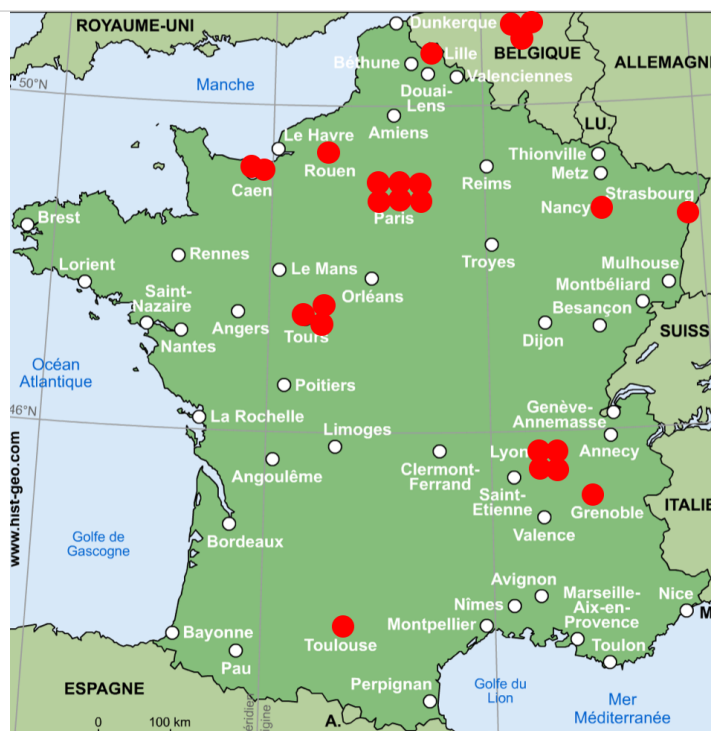 ROYAUME-UNI
Dunkerque
BELGIQUE
ALLEMAGNE
Lille
Béthune
Valenciennes
Douai-
Lens
50°N
Manche
Amiens
LU.
Le Havre
Rouen
Caen
Reims
Thionville
Metz
Nancy
Strasbourg
Paris
Brest
Rennes
Lorient
Le Mans
Orléans
Troyes
Mulhouse
Montbéliard
Besançon
Saint-
Nazaire
Angers
Tours
Nantes
Dijon
SUISS
Océan
Atlantique
Poitiers
46°N
La Rochelle
Genève-
Annemasse
Annecy
Limoges
Lyon
Angoulême
Clermont-
Ferrand
Saint-
Etienne
Grenoble
ITALIE
Valence
www.hist-geo.com
Golfe de
Gascogne
Bordeaux
Avignon
Nîmes
Marseille-
Aix-en-
Provence
Nice
M
Montpellier
Toulouse
Toulon
Bayonne
Pau
Perpignan
Golfe du
Lion
Mer
Méditerranée
ESPAGNE
A.
0 100 km
éridien
igine